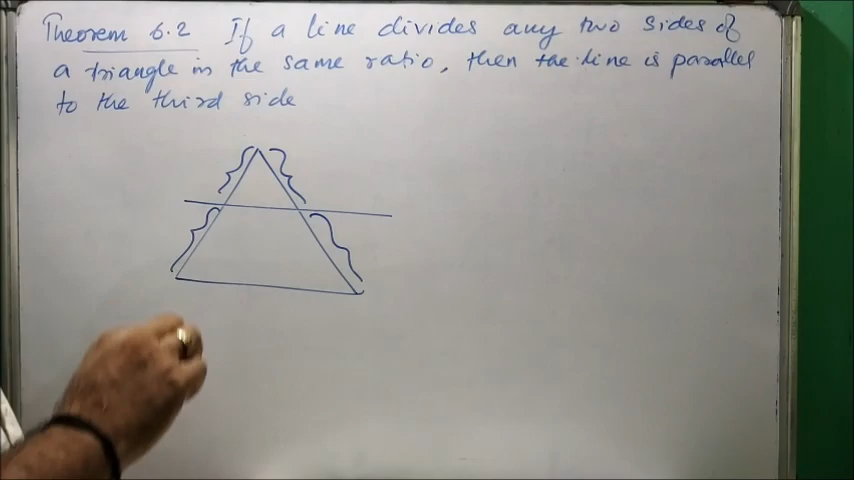 Theorem 6.2 If a line divides any two sides of
a triangle in the same ratio, then the line is parallel
to the third side